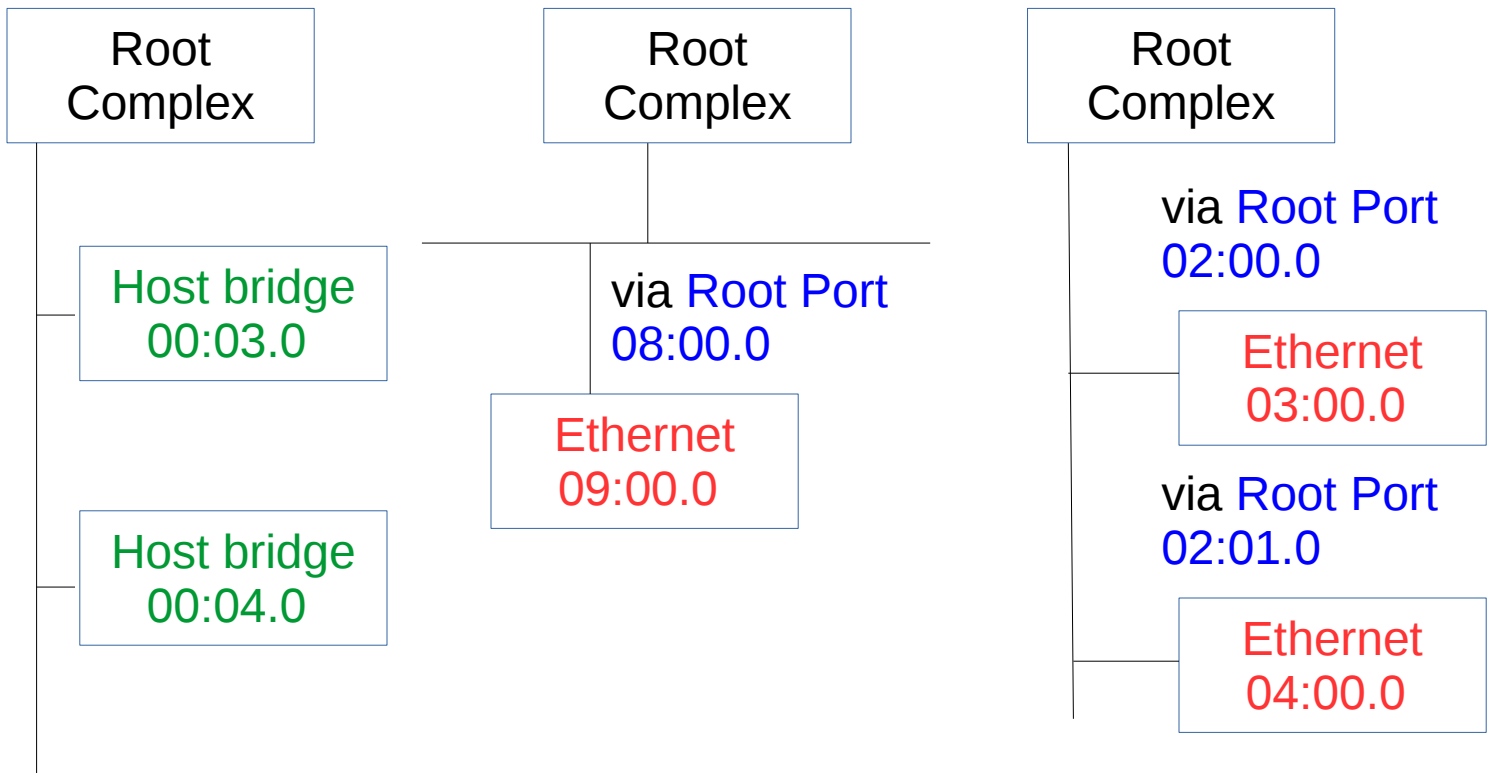 Root
Complex
Host bridge
00:03.0
Host bridge
00:04.0
Root
Complex
via Root Port
08:00.0
Ethernet
09:00.0
Root
Complex
via Root Port
02:00.0
Ethernet
03:00.0
via Root Port
02:01.0
Ethernet
04:00.0